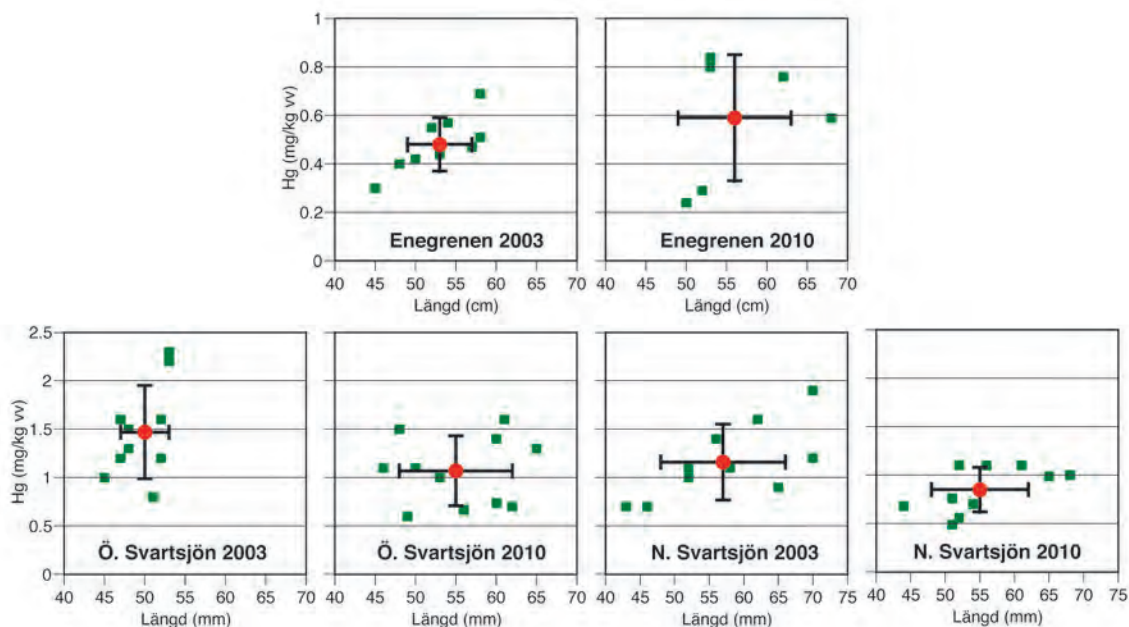 1
0.8
0.6
0.4
0.2
0
Hg (mg/kg vv)
Enegrenen 2003
Enegrenen 2010
40 45 50 55 60 65 70
40 45 50 55 60 65 70
Längd (cm)
Längd (cm)
2.5
2
1.5
1
0.5
0
Hg (mg/kg vv)
Ö. Svartsjön 2003
Ö. Svartsjön 2010
N. Svartsjön 2003
N. Svartsjön 2010
40 45 50 55 60 65 70
40 45 50 55 60 65 70
40 45 50 55 60 65 70 75
40 45 50 55 60 65 70 75
Längd (mm)
Längd (mm)
Längd (mm)
Längd (mm)